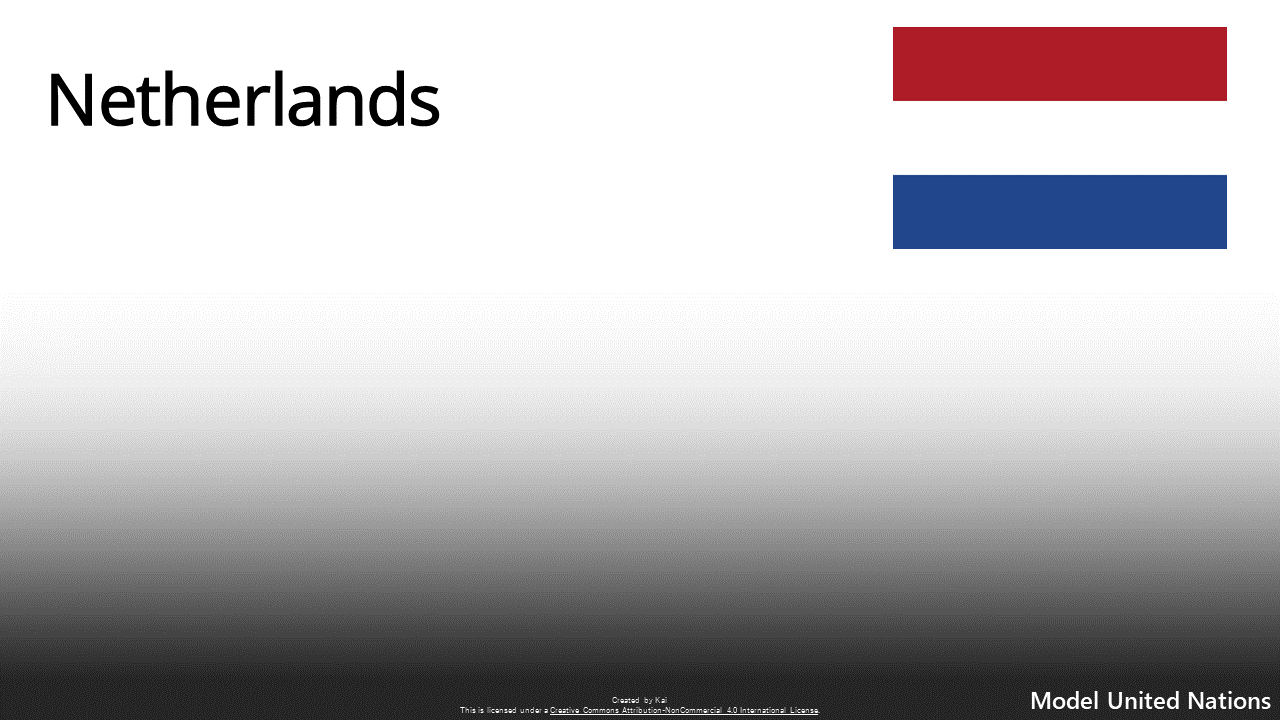 Netherlands
Created by Kai
This is licensed under a Creative Commons Attribution-NonCommercial 4.0 International License.
Model United Nations